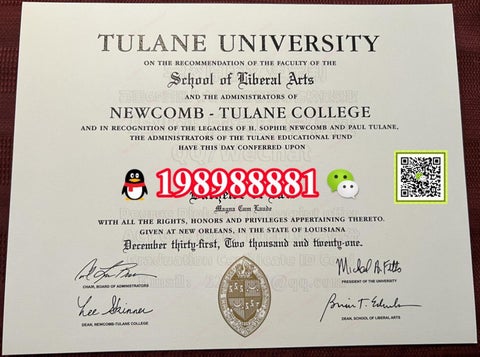 TULANE UNIVERSITY
ON THE RECOMMENDATION OF THE FACULTY OF THE
School of Liberal Arts
AND THE ADMINISTRATORS OF
NEWCOMB - TULANE COLLEGE
AND IN RECOGNITION OF THE LEGACIES OF H. SOPHIE NEWCOMB AND PAUL TULANE,
THE ADMINISTRATORS OF THE TULANE EDUCATIONAL FUND
HAVE THIS DAY CONFERRED UPON
198988881
Magna Cum Laude
WITH ALL THE RIGHTS, HONORS AND PRIVILEGES APPERTAINING THERETO.
GIVEN AT NEW ORLEANS, IN THE STATE OF LOUISIANA
December thirty-first, Two thousand and twenty-one.
CHAIR, BOARD OF ADMINISTRATORS
PRESIDENT OF THE UNIVERSITY
Lee Skinner
DEAN, NEWCOMB-TULANE COLLEGE
DEAN, SCHOOL OF LIBERAL ARTS